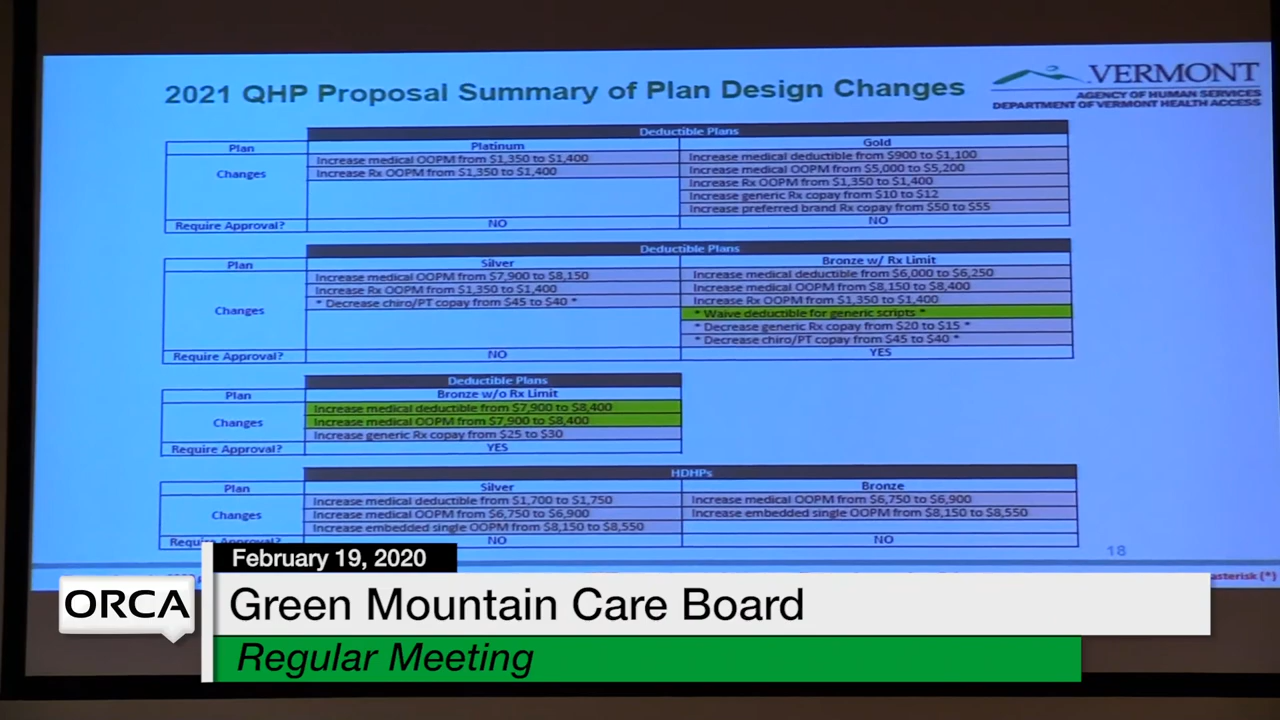 2021 QHP Proposal Summary of Plan Design Changes
VERMONT
AGENCY OF HUMAN SERVICES
DEPARTMENT OF VERMONT HEALTH ACCESS
Deductible Plans
Plan Platinum Gold
Changes
Increase medical OOPM from $1,350 to $1,400 Increase medical deductible from $900 to $1,100
Increase Rx OOPM from $1,350 to $1,400 Increase medical OOPM from $5,000 to $5,200
Increase Rx OOPM from $1,350 to $1,400
Increase generic Rx copay from $10 to $12
Increase preferred brand Rx copay from $50 to $55
Require Approval? NO NO
Deductible Plans
Plan Silver Bronze w/ Rx Limit
Changes
Increase medical OOPM from $7,900 to $8,150 Increase medical deductible from $6,000 to $6,250
Increase Rx OOPM from $1,350 to $1,400 Increase medical OOPM from $8,150 to $8,400
* Decrease chiro/PT copay from $45 to $40 * Increase Rx OOPM from $1,350 to $1,400
* Waive deductible for generic scripts *
* Decrease generic Rx copay from $20 to $15 *
* Decrease chiro/PT copay from $45 to $40 *
Require Approval? NO YES
Deductible Plans
Plan Bronze w/o Rx Limit
Changes
Increase medical deductible from $7,900 to $8,400
Increase medical OOPM from $7,900 to $8,400
Increase generic Rx copay from $25 to $30
Require Approval? YES
HDHPs
Plan Silver Bronze
Changes
Increase medical deductible from $1,700 to $1,750 Increase medical OOPM from $6,750 to $6,900
Increase medical OOPM from $6,750 to $6,900 Increase embedded single OOPM from $8,150 to $8,550
Increase embedded single OOPM from $8,150 to $8,550
Require Approval? NO NO
18
asterisk (*)
February 19, 2020
ORCA
Green Mountain Care Board
Regular Meeting